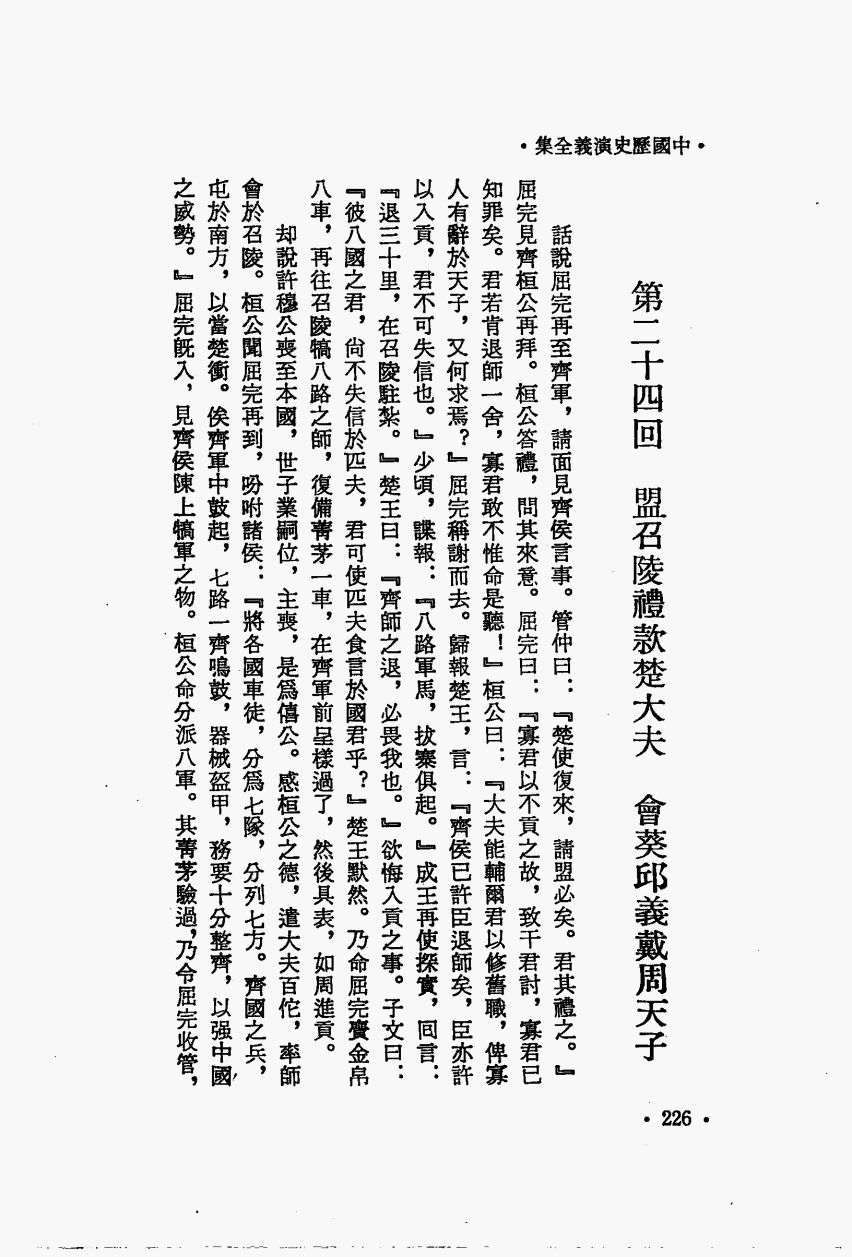 ・中國歷史演義全集・
第二十四回　盟召陵禮款楚大夫　會葵邱義戴周天子
話說屈完再至齊軍，請面見齊侯言事。管仲曰：『楚使復來，請盟必矣。君其禮之。』
屈完見齊桓公再拜。桓公答禮，問其來意。屈完曰：『寡君以不貢之故，致干君討，寡君已
知罪矣。君若肯退師一舍，寡君敢不惟命是聽！』桓公曰：『大夫能輔爾君以修舊職，俾寡
人有辭於天子，又何求焉？』屈完稱謝而去。歸報楚王，言：『齊侯已許臣退師矣，臣亦許
以入貢，君不可失信也。』少頃，諜報：『八路軍馬，拔寨俱起。』成王再使探實，回言：
『退三十里，在召陵駐紮。』楚王曰：『齊師之退，必畏我也。』欲悔入貢之事。子文曰：
『彼八國之君，尚不失信於匹夫，君可使匹夫食言於國君乎？』楚王默然。乃命屈完齎金帛
八車，再往召陵犒八路之師，復備菁茅一車，在齊軍前呈樣過了，然後具表，如周進貢。
却說許穆公喪至本國，世子業嗣位，主喪，是爲僖公。感桓公之德，遣大夫百佗，率師
會於召陵。桓公聞屈完再到，吩咐諸侯：『將各國車徒，分爲七隊，分列七方。齊國之兵，
屯於南方，以當楚衝。俟齊軍中鼓起，七路一齊鳴鼓，器械盔甲，務要十分整齊，以强中國
之威勢。』屈完既入，見齊侯陳上犒軍之物。桓公命分派八軍。其菁茅驗過，乃令屈完收管，
・226・